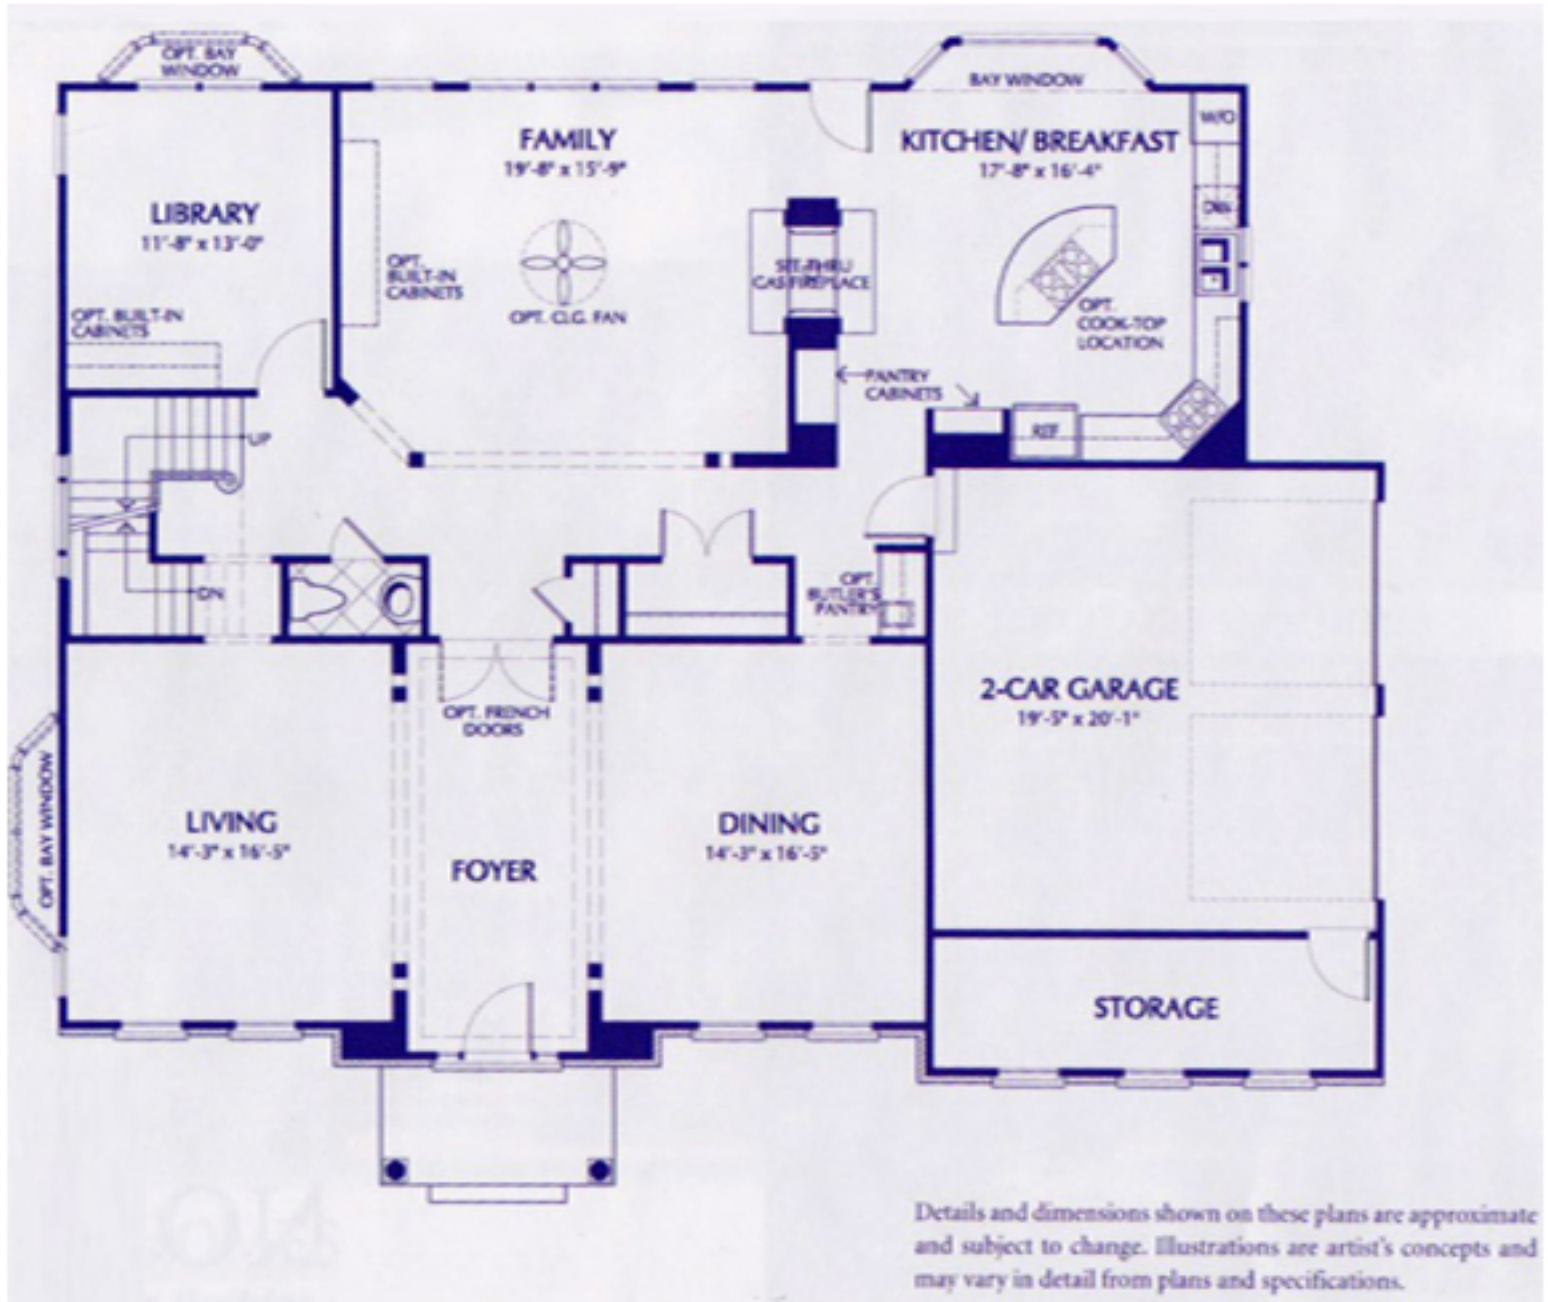 OPT. BAY
WINDOW
BAY WINDOW
W/O
FAMILY
19'-8" x 15'-9"
KITCHEN/ BREAKFAST
17'-8" x 16'-4"
LIBRARY
11'-8" x 13'-0"
OPT.
BUILT-IN
CABINETS
SEE-THRU
GAS FIREPLACE
OPT. CLG. FAN
OPT.
COOK-TOP
LOCATION
OPT. BUILT-IN
CABINETS
PANTRY
CABINETS
REF
UP
DN
OPT.
BUTLER'S
PANTRY
2-CAR GARAGE
19'-5" x 20'-1"
OPT. FRENCH
DOORS
OPT. BAY WINDOW
LIVING
14'-3" x 16'-5"
FOYER
DINING
14'-3" x 16'-5"
STORAGE
Details and dimensions shown on these plans are approximate
and subject to change. Illustrations are artist's concepts and
may vary in detail from plans and specifications.